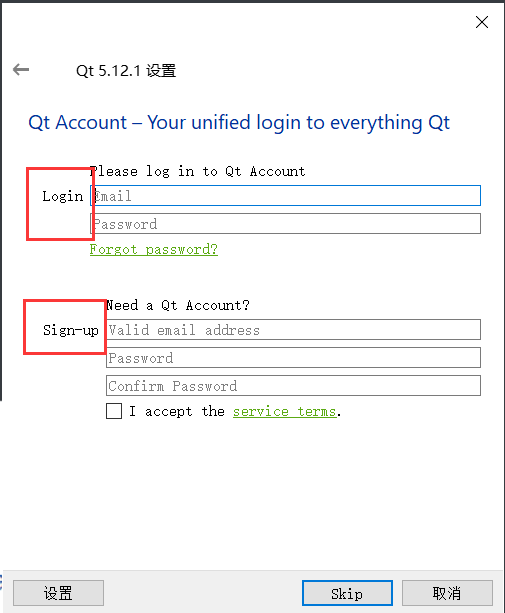 Qt 5.12.1 设置
Qt Account – Your unified login to everything Qt
Please log in to Qt Account
Login
Email
Password
Forgot password?
Need a Qt Account?
Sign-up
Valid email address
Password
Confirm Password
I accept the service terms.
设置
Skip
取消